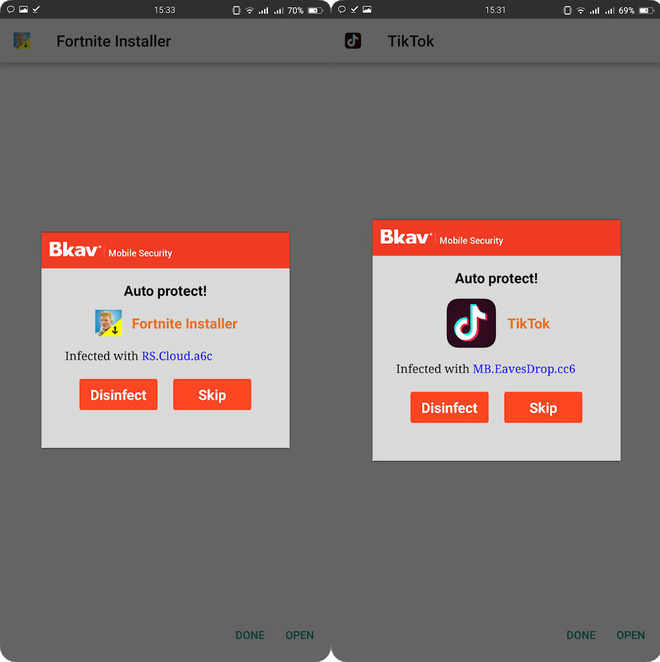 15:33
70%
Fortnite Installer
Bkav
Mobile Security
Auto protect!
Fortnite Installer
Infected with RS.Cloud.a6c
Disinfect
Skip
DONE
OPEN
15:31
69%
TikTok
Bkav
Mobile Security
Auto protect!
TikTok
Infected with MB.EavesDrop.cc6
Disinfect
Skip
DONE
OPEN